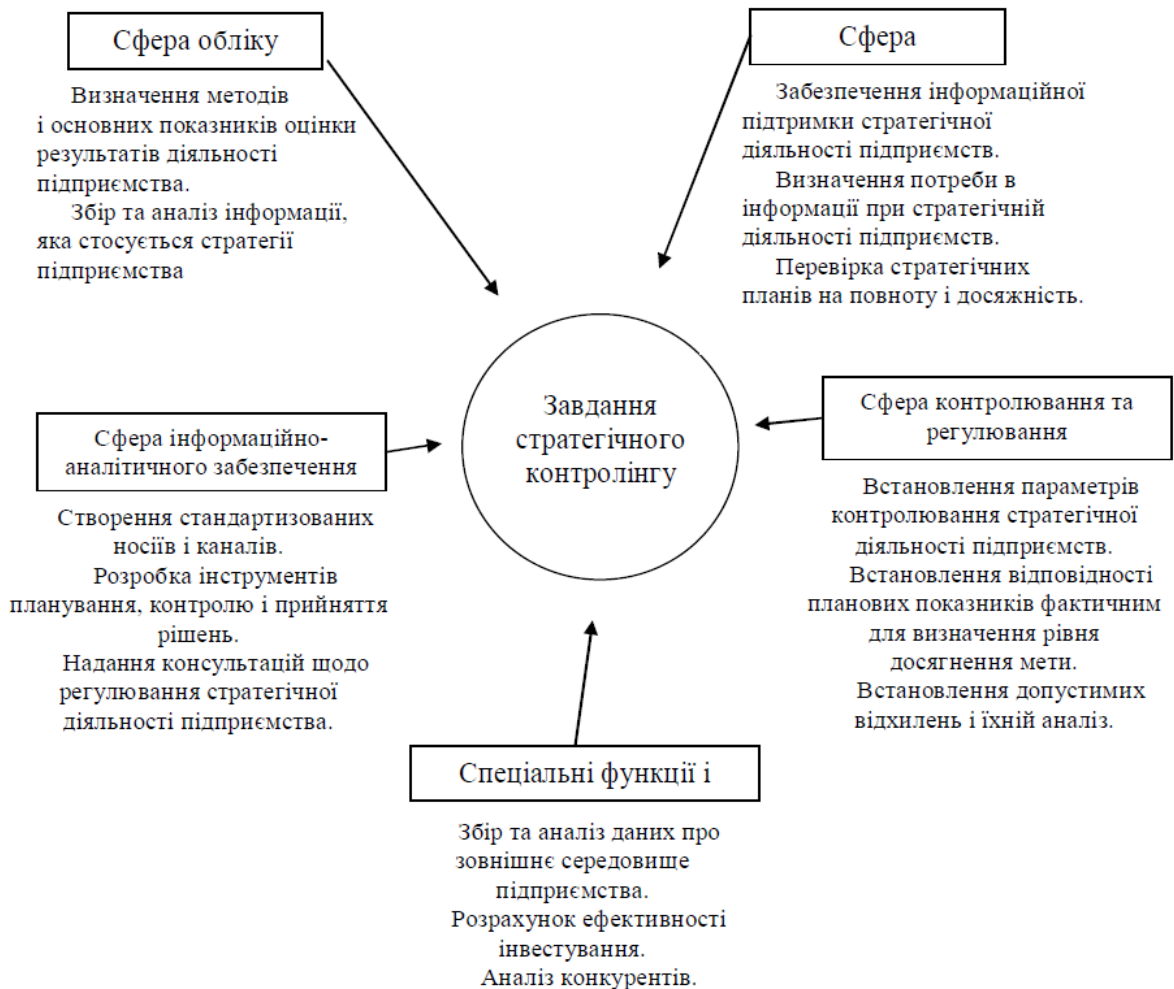 Сфера обліку
Визначення методів
і основних показників оцінки
результатів діяльності
підприємства.
Збір та аналіз інформації,
яка стосується стратегії
підприємства
Сфера
Забезпечення інформаційної
підтримки стратегічної
діяльності підприємств.
Визначення потреби в
інформації при стратегічній
діяльності підприємств.
Перевірка стратегічних
планів на повноту і досяжність.
Завдання
стратегічного
контролінгу
Сфера інформаційно-
аналітичного забезпечення
Створення стандартизованих
носіїв і каналів.
Розробка інструментів
планування, контролю і прийняття
рішень.
Надання консультацій щодо
регулювання стратегічної
діяльності підприємства.
Сфера контролювання та
регулювання
Встановлення параметрів
контролювання стратегічної
діяльності підприємств.
Встановлення відповідності
планових показників фактичним
для визначення рівня
досягнення мети.
Встановлення допустимих
відхилень і їхній аналіз.
Спеціальні функції і
Збір та аналіз даних про
зовнішнє середовище
підприємства.
Розрахунок ефективності
інвестування.
Аналіз конкурентів.